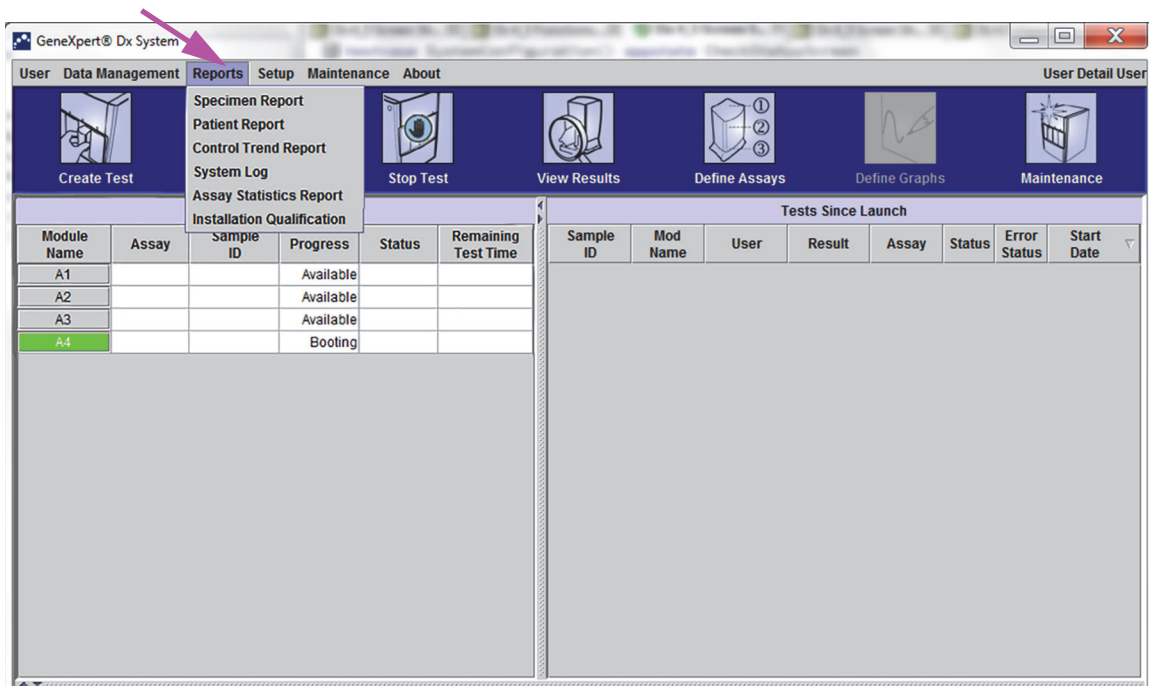 GeneXpert® Dx System
User Data Management Reports Setup Maintenance About User Detail User
Specimen Report
Patient Report
Control Trend Report
System Log
Assay Statistics Report
Installation Qualification
Create Test Stop Test View Results Define Assays Define Graphs Maintenance
1
2
3
Tests Since Launch
Module Name Assay Sample ID Progress Status Remaining Test Time
Sample ID Mod Name User Result Assay Status Error Status Start Date
A1 Available
A2 Available
A3 Available
A4 Booting